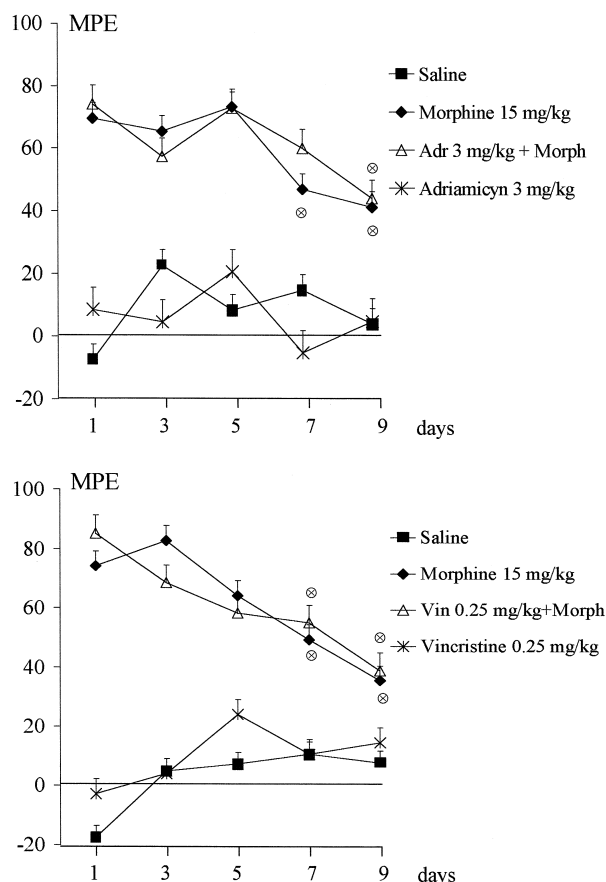 MPE
100
80
60
40
20
0
-20
1 3 5 7 9 days
Saline
Morphine 15 mg/kg
Adr 3 mg/kg + Morph
Adriamicyn 3 mg/kg
MPE
100
80
60
40
20
0
-20
1 3 5 7 9 days
Saline
Morphine 15 mg/kg
Vin 0.25 mg/kg+Morph
Vincristine 0.25 mg/kg